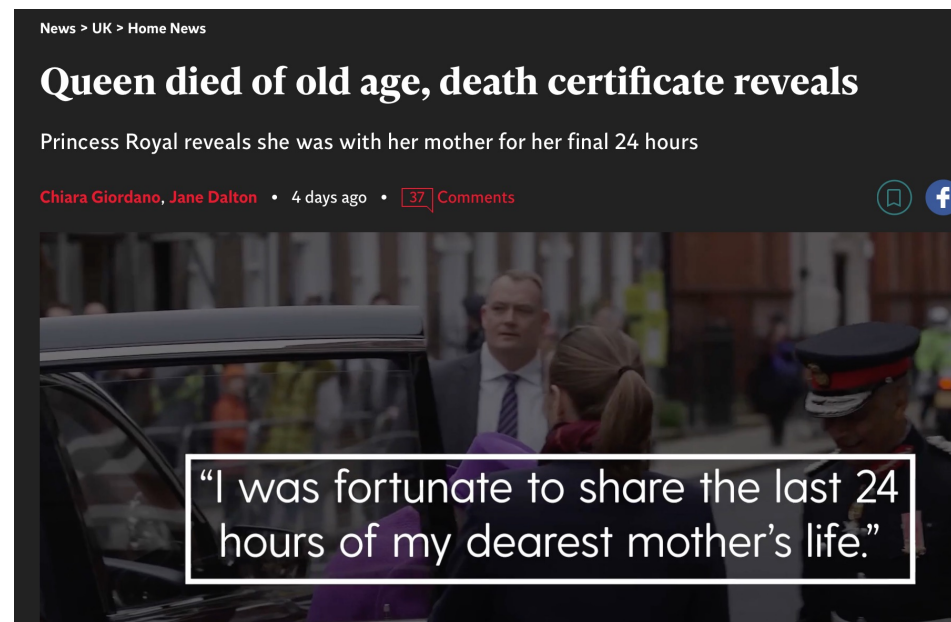 News > UK > Home News
Queen died of old age, death certificate reveals
Princess Royal reveals she was with her mother for her final 24 hours
Chiara Giordano, Jane Dalton • 4 days ago • 37 Comments
“I was fortunate to share the last 24
hours of my dearest mother’s life.”